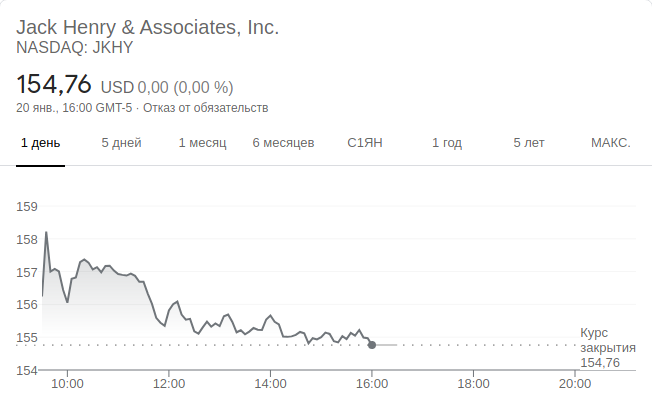 Jack Henry & Associates, Inc.
NASDAQ: JKHY
154,76 USD 0,00 (0,00 %)
20 янв., 16:00 GMT-5 · Отказ от обязательств
1 день 5 дней 1 месяц 6 месяцев С1ЯН 1 год 5 лет МАКС.
159
158
157
156
155
154
Курс
закрытия
154,76
10:00 12:00 14:00 16:00 18:00 20:00